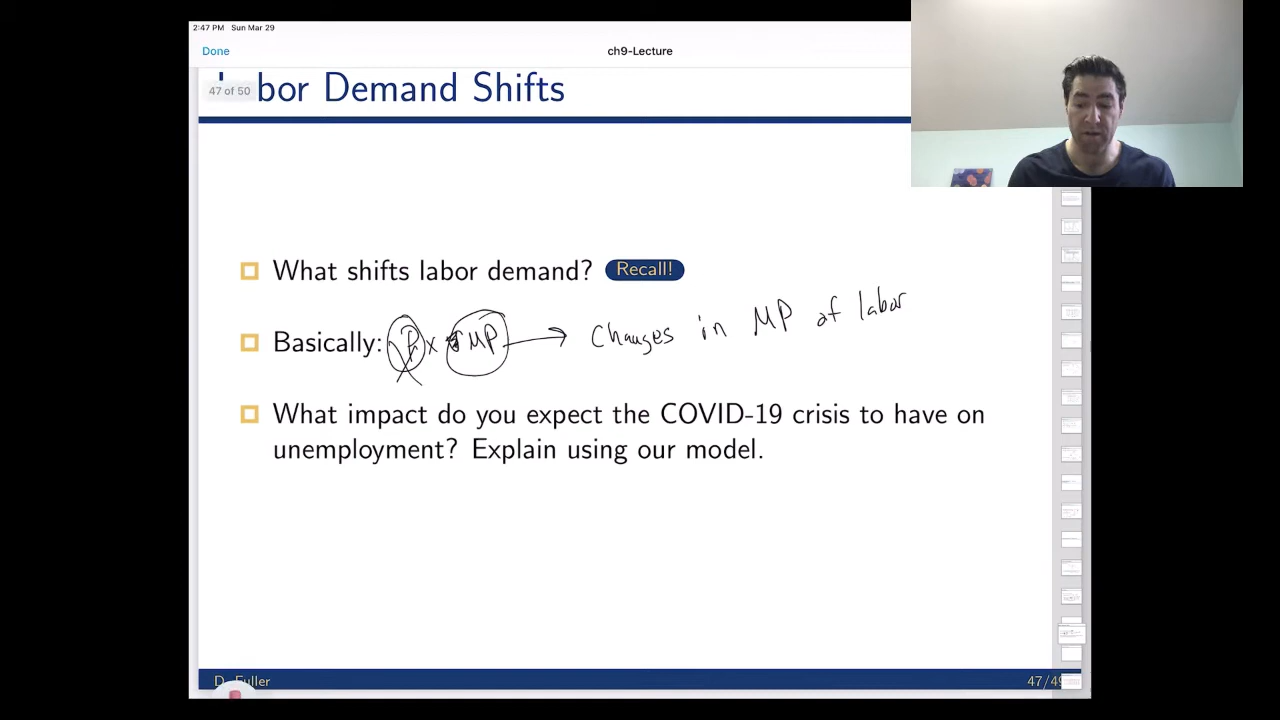 2:47 PM Sun Mar 29
Done
ch9-Lecture
47 of 50
bor Demand Shifts
What shifts labor demand? Recall!
Basically: P x MP → Changes in MP of labor
What impact do you expect the COVID-19 crisis to have on
unemployment? Explain using our model.
D. Fuller
47/49